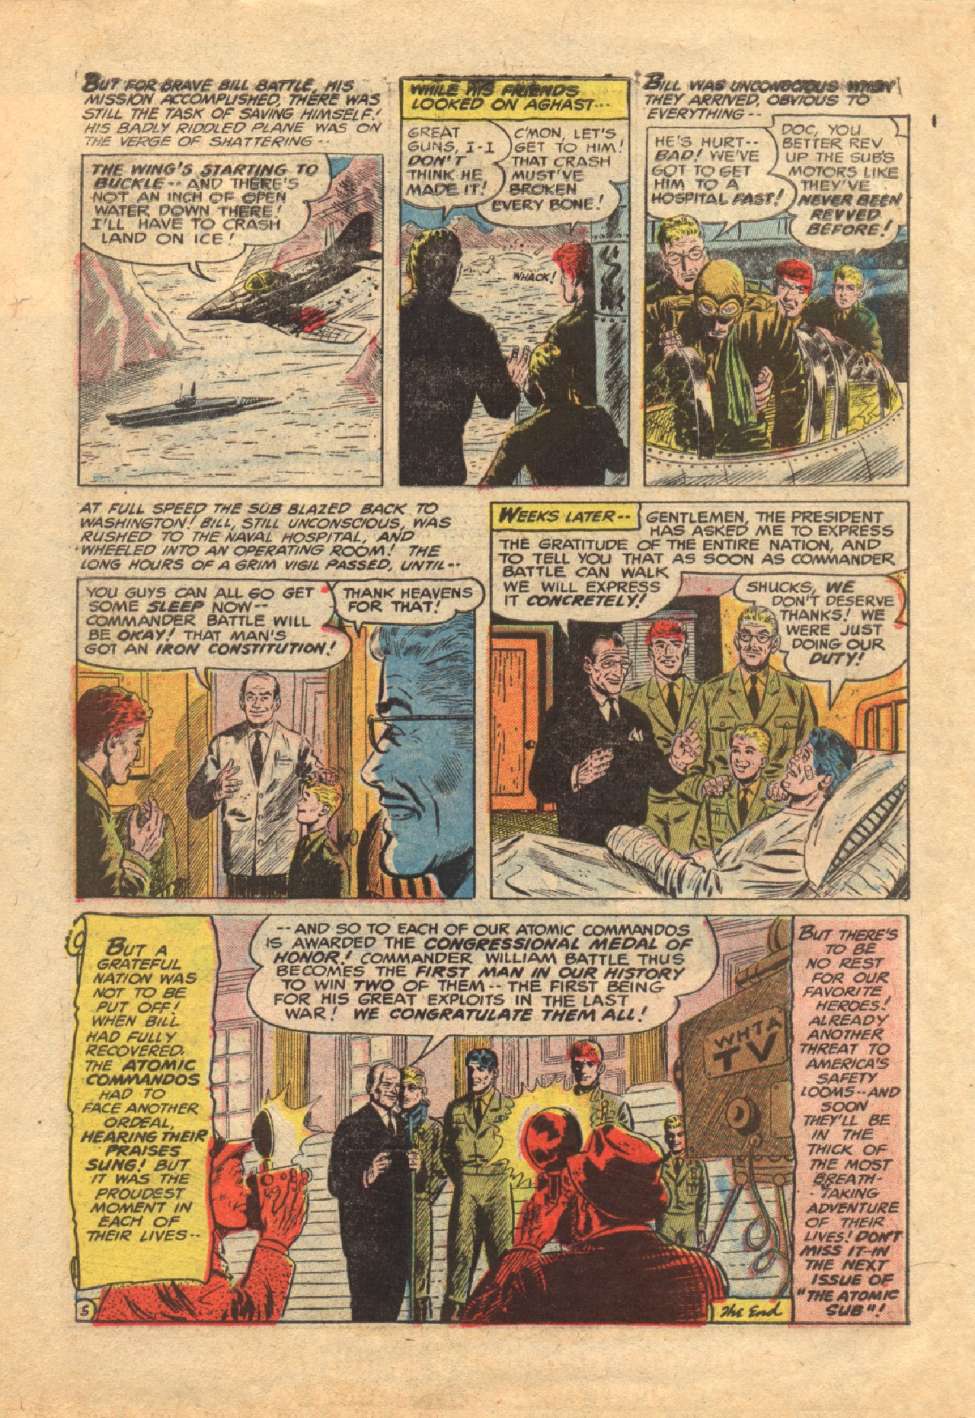 BUT FOR BRAVE BILL BATTLE, HIS
MISSION ACCOMPLISHED, THERE WAS
STILL THE TASK OF SAVING HIMSELF!
HIS BADLY RIDDLED PLANE WAS ON
THE VERGE OF SHATTERING--
THE WING'S STARTING TO
BUCKLE-- AND THERE'S
NOT AN INCH OF OPEN
WATER DOWN THERE!
I'LL HAVE TO CRASH
LAND ON ICE!
WHILE HIS FRIENDS
LOOKED ON AGHAST--
GREAT
GUNS, I-I
DON'T
THINK HE
MADE IT!
C'MON, LET'S
GET TO HIM!
THAT CRASH
MUST'VE
BROKEN
EVERY BONE!
WHACK!
BILL WAS UNCONSCIOUS WHEN
THEY ARRIVED, OBVIOUS TO
EVERYTHING--
HE'S HURT--
BAD! WE'VE
GOT TO GET
HIM TO A
HOSPITAL FAST!
DOC, YOU
BETTER REV
UP THE SUB'S
MOTORS LIKE
THEY'VE
NEVER BEEN
REVVED
BEFORE!
AT FULL SPEED THE SUB BLAZED BACK TO
WASHINGTON! BILL, STILL UNCONSCIOUS, WAS
RUSHED TO THE NAVAL HOSPITAL, AND
WHEELED INTO AN OPERATING ROOM! THE
LONG HOURS OF A GRIM VIGIL PASSED, UNTIL--
YOU GUYS CAN ALL GO GET
SOME SLEEP NOW--
COMMANDER BATTLE WILL
BE OKAY! THAT MAN'S
GOT AN IRON CONSTITUTION!
THANK HEAVENS
FOR THAT!
WEEKS LATER--
GENTLEMEN, THE PRESIDENT
HAS ASKED ME TO EXPRESS
THE GRATITUDE OF THE ENTIRE NATION, AND
TO TELL YOU THAT AS SOON AS COMMANDER
BATTLE CAN WALK
WE WILL EXPRESS
IT CONCRETELY!
SHUCKS, WE
DON'T DESERVE
THANKS! WE
WERE JUST
DOING OUR
DUTY!
BUT A
GRATEFUL
NATION WAS
NOT TO BE
PUT OFF!
WHEN BILL
HAD FULLY
RECOVERED,
THE ATOMIC
COMMANDOS
HAD TO
FACE ANOTHER
ORDEAL,
HEARING THEIR
PRAISES
SUNG! BUT
IT WAS THE
PROUDEST
MOMENT IN
EACH OF
THEIR LIVES--
-- AND SO TO EACH OF OUR ATOMIC COMMANDOS
IS AWARDED THE CONGRESSIONAL MEDAL OF
HONOR! COMMANDER WILLIAM BATTLE THUS
BECOMES THE FIRST MAN IN OUR HISTORY
TO WIN TWO OF THEM-- THE FIRST BEING
FOR HIS GREAT EXPLOITS IN THE LAST
WAR! WE CONGRATULATE THEM ALL!
WHTA
TV
BUT THERE'S
TO BE
NO REST
FOR OUR
FAVORITE
HEROES!
ALREADY
ANOTHER
THREAT TO
AMERICA'S
SAFETY
LOOMS--AND
SOON
THEY'LL BE
IN THE
THICK OF
THE MOST
BREATH-
-TAKING
ADVENTURE
OF THEIR
LIVES! DON'T
MISS IT--IN
THE NEXT
ISSUE OF
"THE ATOMIC
SUB"!
5
The End